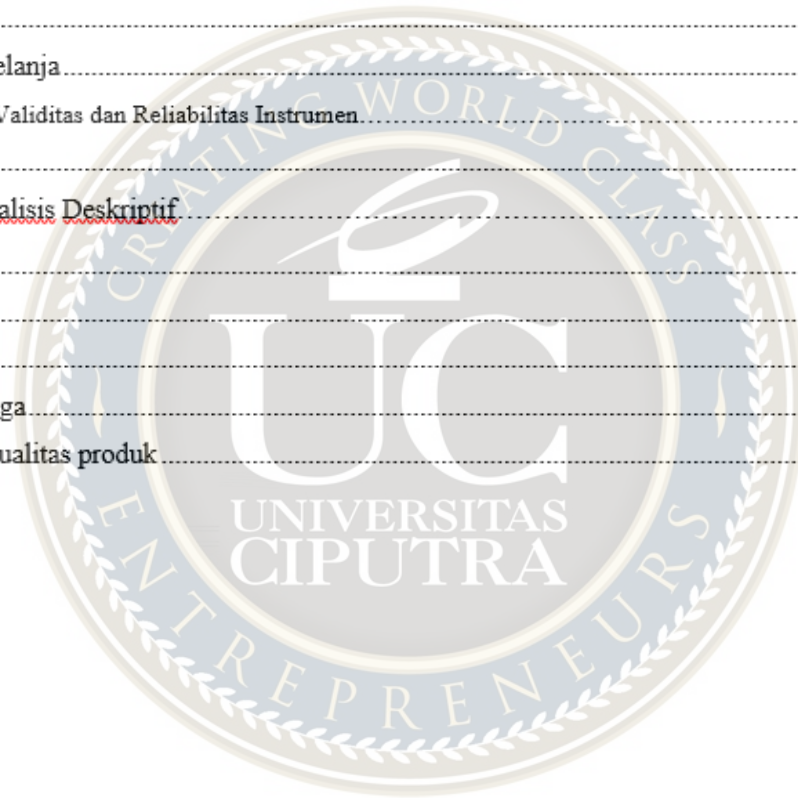 elanja
Validitas dan Reliabilitas Instrumen
alisis Deskriptif
ga
ualitas produk
CREATING WORLD CLASS
UC
UNIVERSITAS
CIPUTRA
ENTREPRENEURS